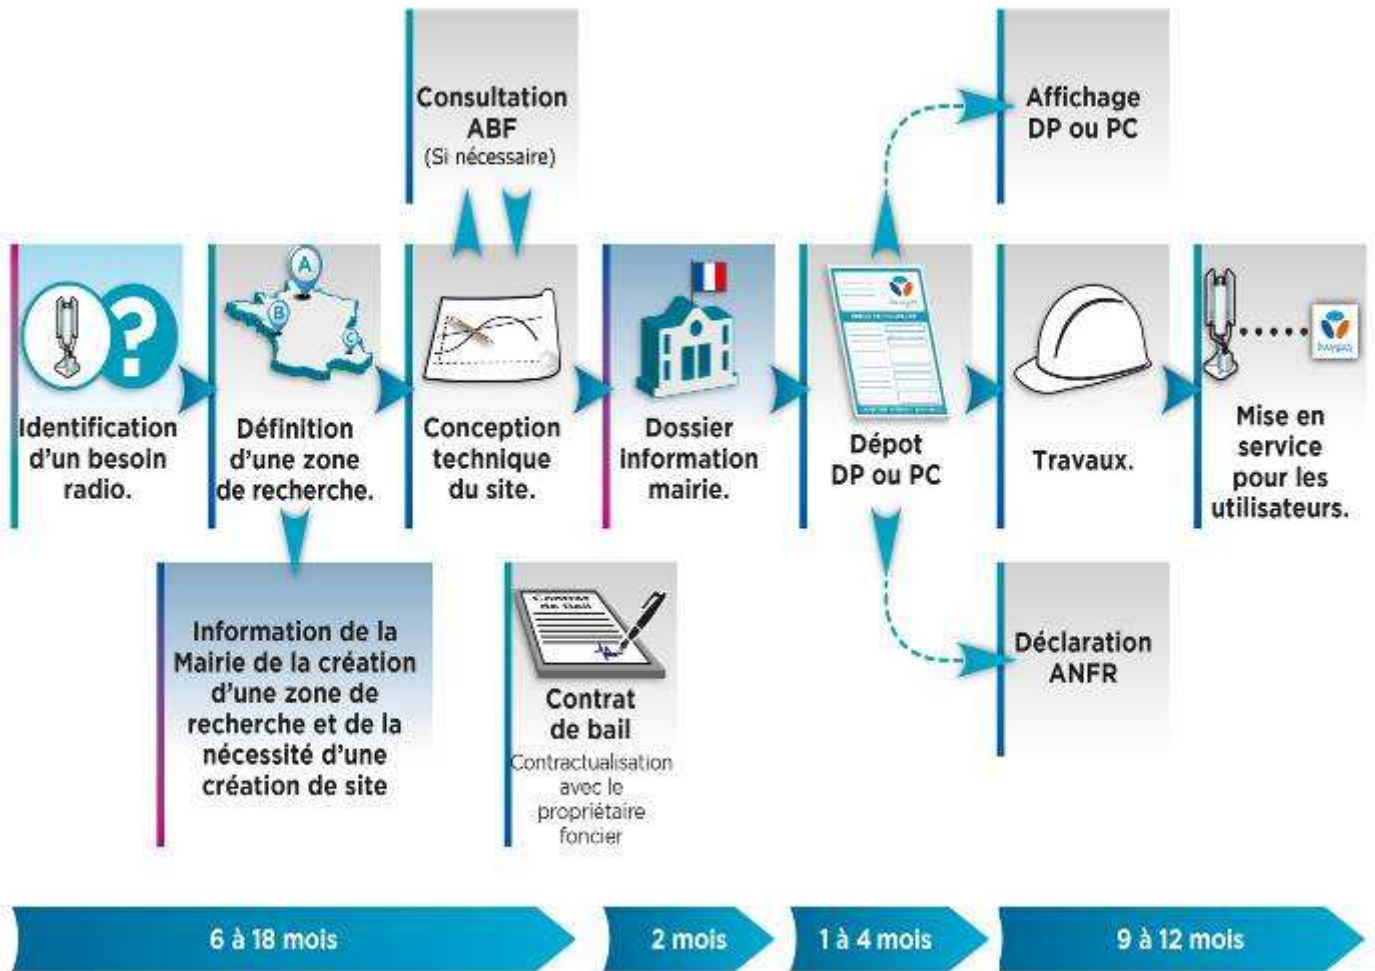 Consultation
ABF
(Si nécessaire)
Affichage
DP ou PC
A
B
C
Identification
d'un besoin
radio.
Définition
d'une zone
de recherche.
Conception
technique
du site.
Dossier
information
mairie.
Dépot
DP ou PC
Travaux.
Mise en
service
pour les
utilisateurs.
Information de la
Mairie de la création
d'une zone de
recherche et de la
nécessité d'une
création de site
Contrat
de bail
Contrat
de bail
Contractualisation
avec le
propriétaire
foncier
Déclaration
ANFR
6 à 18 mois
2 mois
1 à 4 mois
9 à 12 mois